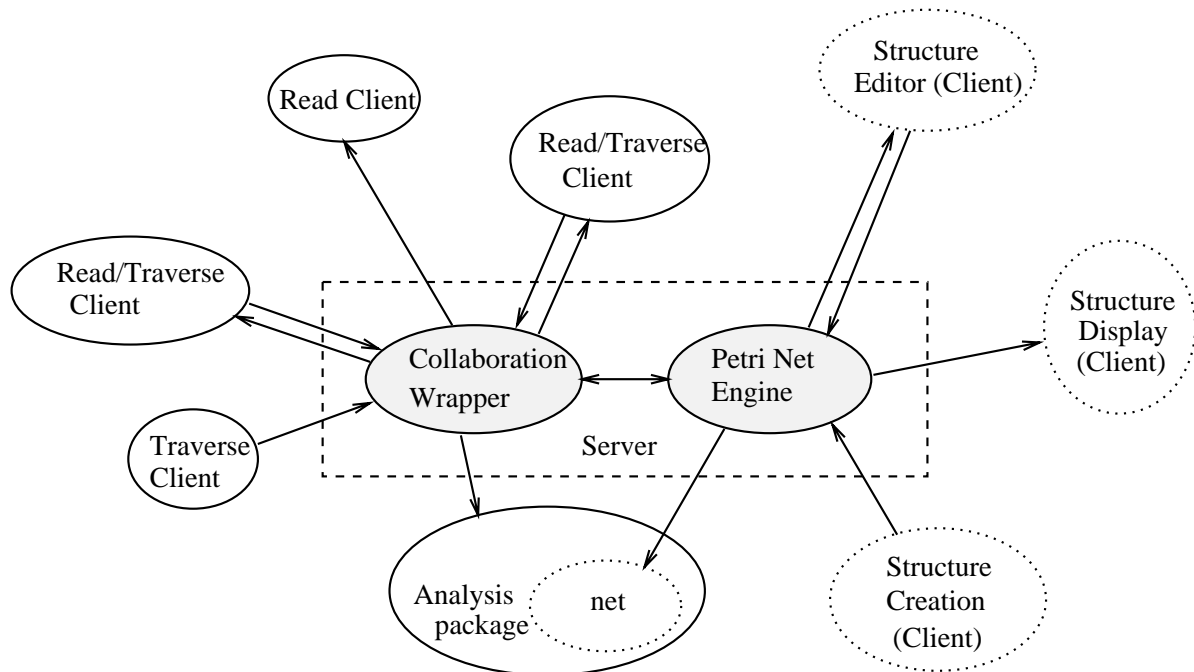 Structure
Editor (Client)
Read Client
Read/Traverse
Client
Read/Traverse
Client
Structure
Display
(Client)
Collaboration
Wrapper
Petri Net
Engine
Server
Traverse
Client
Analysis
package
net
Structure
Creation
(Client)